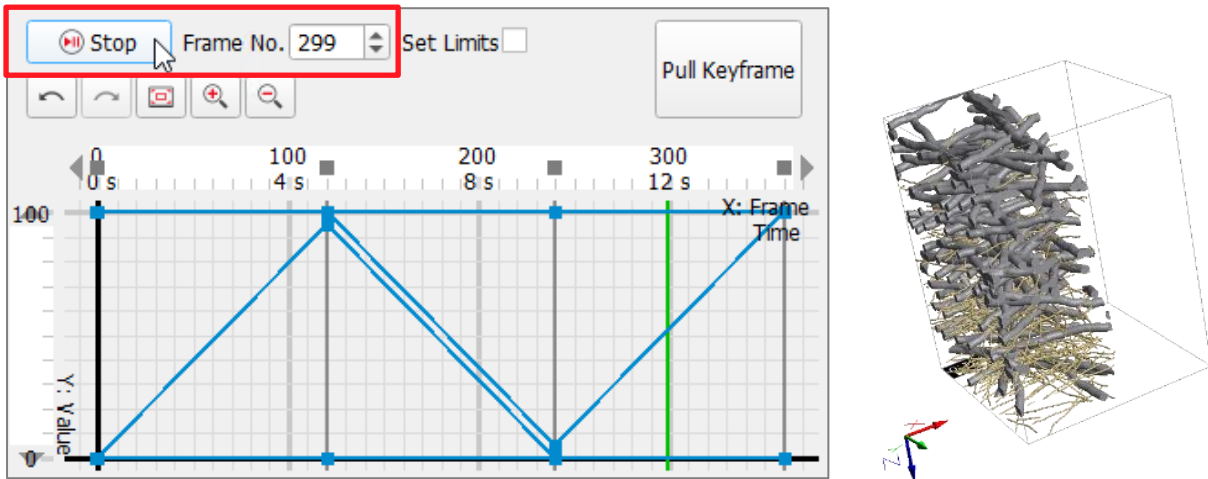 Stop Frame No. 299 Set Limits
Pull Keyframe
0 100 200 300
0 s 4 s 8 s 12 s
100
X: Frame
Time
Y: Value
0
X
Z